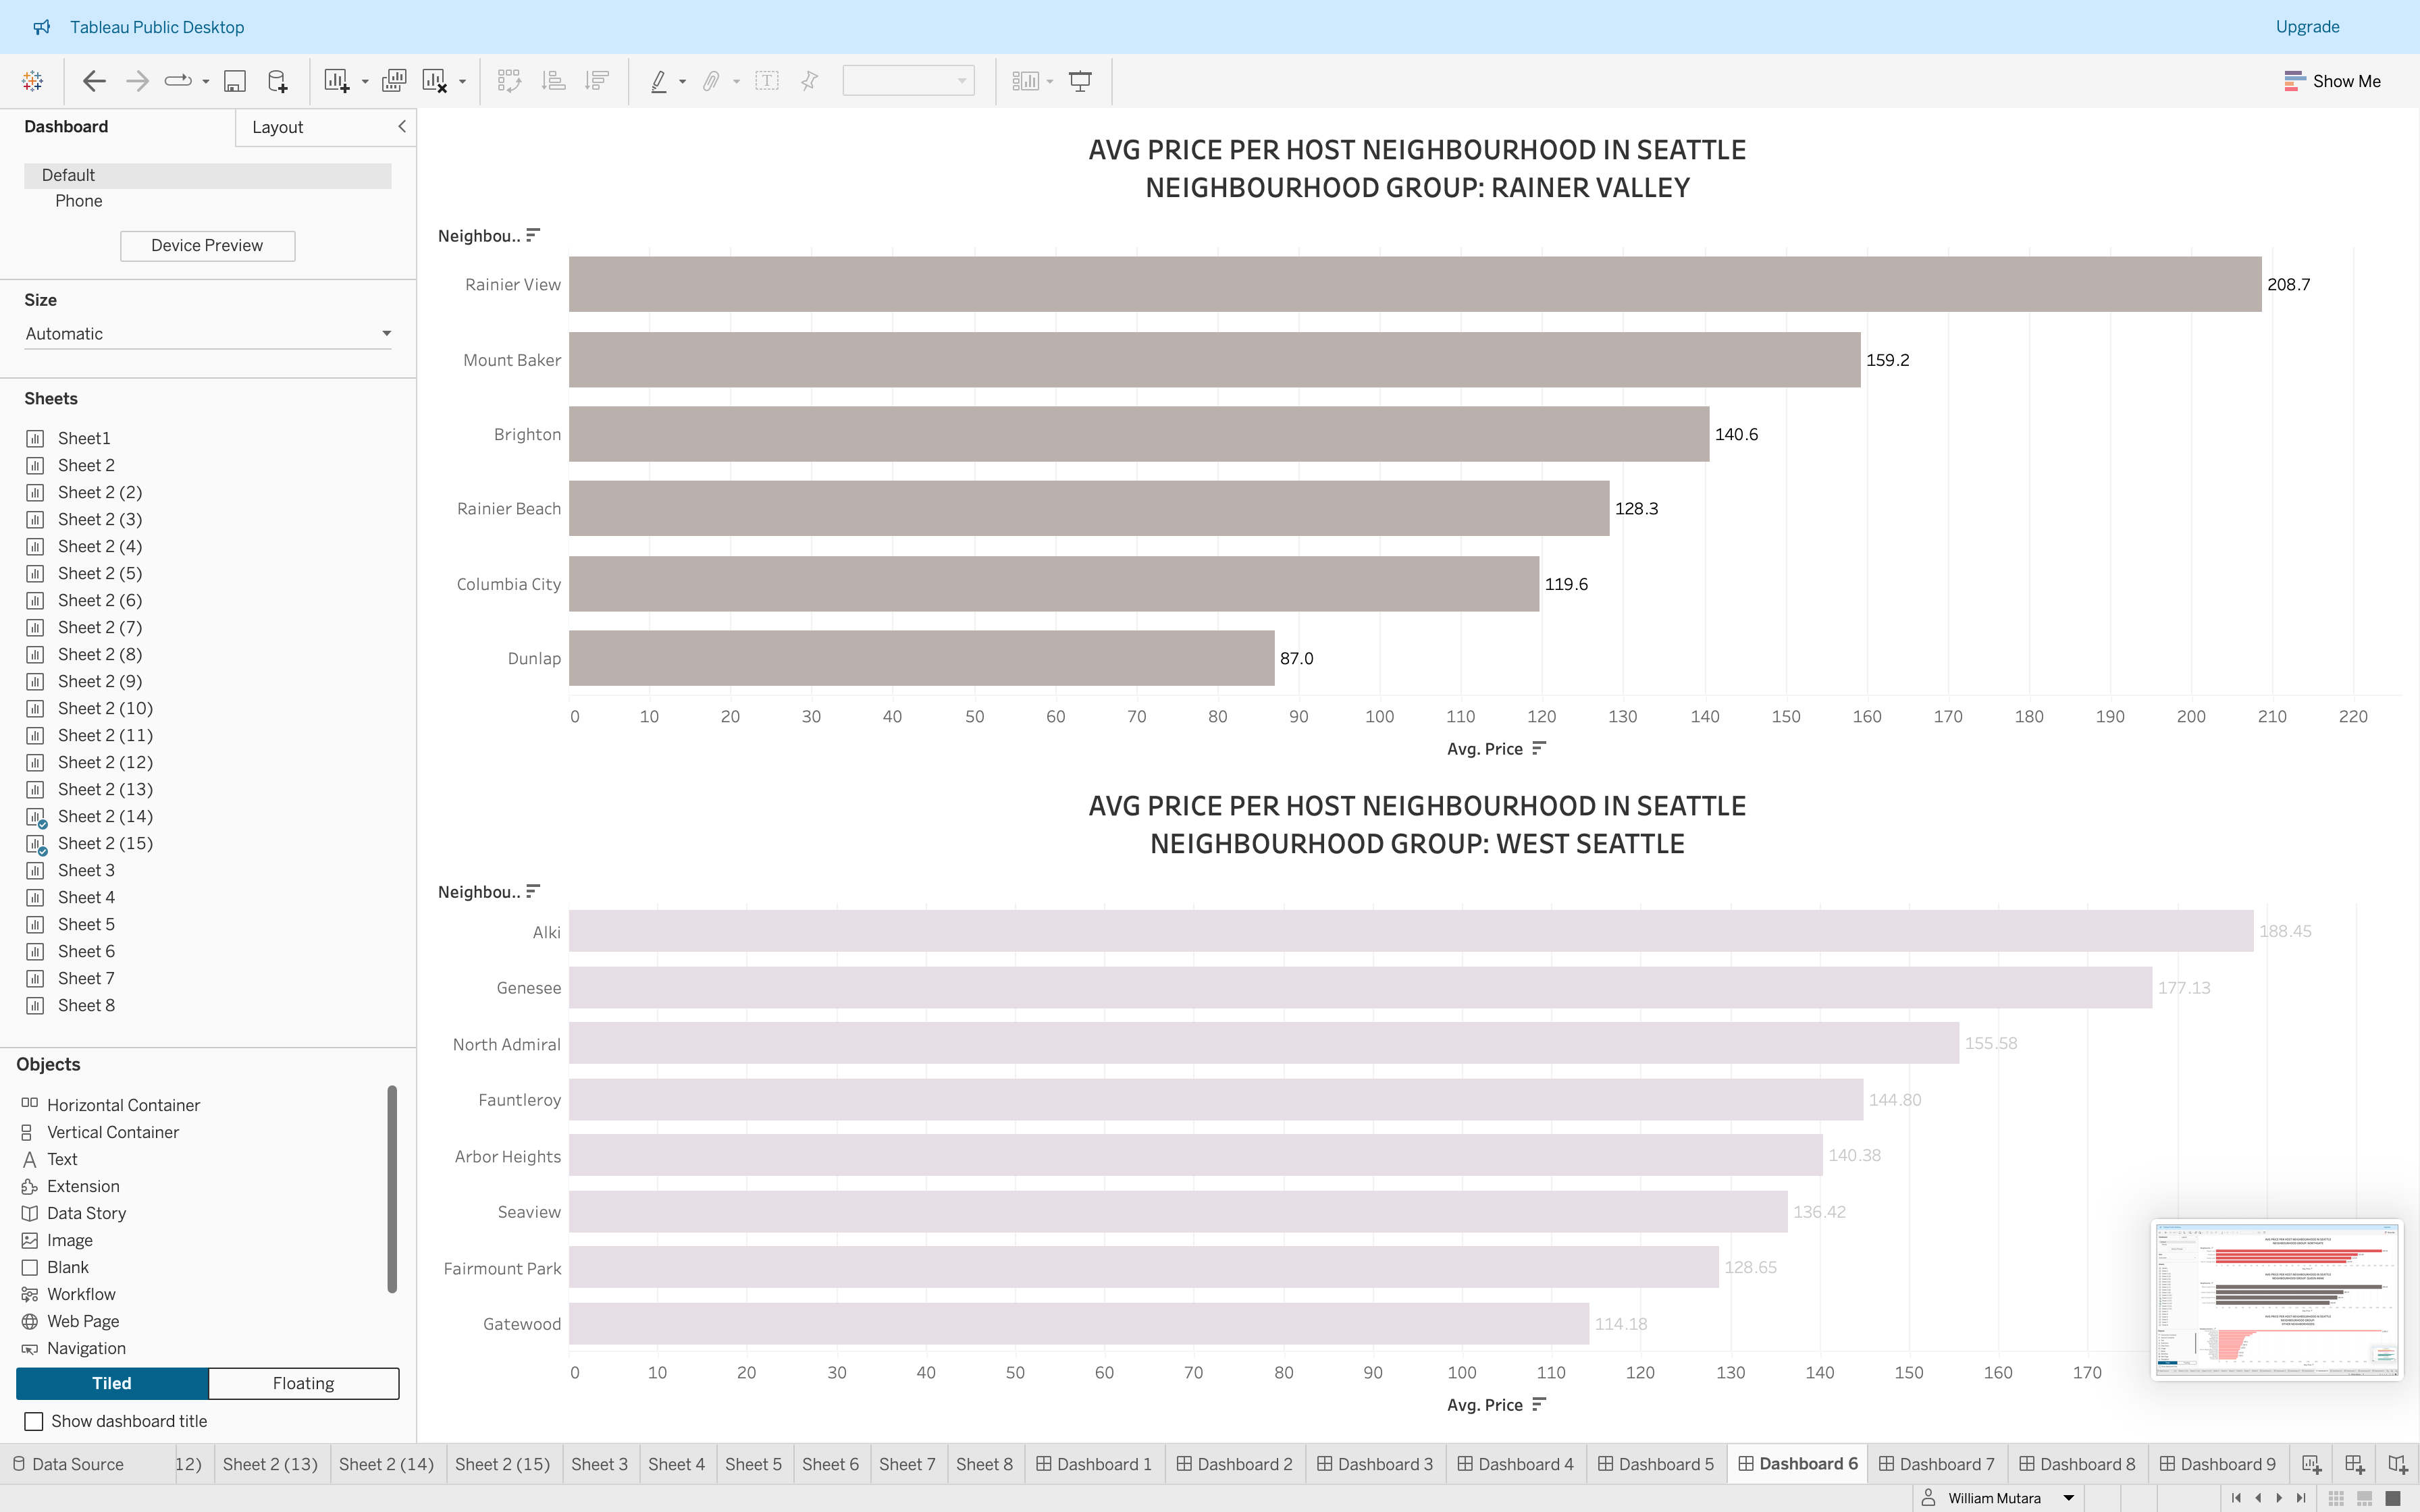 Tableau Public Desktop
Upgrade
Show Me
Dashboard
Layout
Default
Phone
Device Preview
Size
Automatic
Sheets
Sheet1
Sheet 2
Sheet 2 (2)
Sheet 2 (3)
Sheet 2 (4)
Sheet 2 (5)
Sheet 2 (6)
Sheet 2 (7)
Sheet 2 (8)
Sheet 2 (9)
Sheet 2 (10)
Sheet 2 (11)
Sheet 2 (12)
Sheet 2 (13)
Sheet 2 (14)
Sheet 2 (15)
Sheet 3
Sheet 4
Sheet 5
Sheet 6
Sheet 7
Sheet 8
Objects
Horizontal Container
Vertical Container
Text
Extension
Data Story
Image
Blank
Workflow
Web Page
Navigation
Tiled
Floating
Show dashboard title
AVG PRICE PER HOST NEIGHBOURHOOD IN SEATTLE
NEIGHBOURHOOD GROUP: RAINER VALLEY
Neighbou..
Rainier View 208.7
Mount Baker 159.2
Brighton 140.6
Rainier Beach 128.3
Columbia City 119.6
Dunlap 87.0
0 10 20 30 40 50 60 70 80 90 100 110 120 130 140 150 160 170 180 190 200 210 220
Avg. Price
AVG PRICE PER HOST NEIGHBOURHOOD IN SEATTLE
NEIGHBOURHOOD GROUP: WEST SEATTLE
Neighbou..
Alki 188.45
Genesee 177.13
North Admiral 155.58
Fauntleroy 144.80
Arbor Heights 140.38
Seaview 136.42
Fairmount Park 128.65
Gatewood 114.18
0 10 20 30 40 50 60 70 80 90 100 110 120 130 140 150 160 170
Avg. Price
Data Source 12) Sheet 2 (13) Sheet 2 (14) Sheet 2 (15) Sheet 3 Sheet 4 Sheet 5 Sheet 6 Sheet 7 Sheet 8 Dashboard 1 Dashboard 2 Dashboard 3 Dashboard 4 Dashboard 5 Dashboard 6 Dashboard 7 Dashboard 8 Dashboard 9
William Mutara